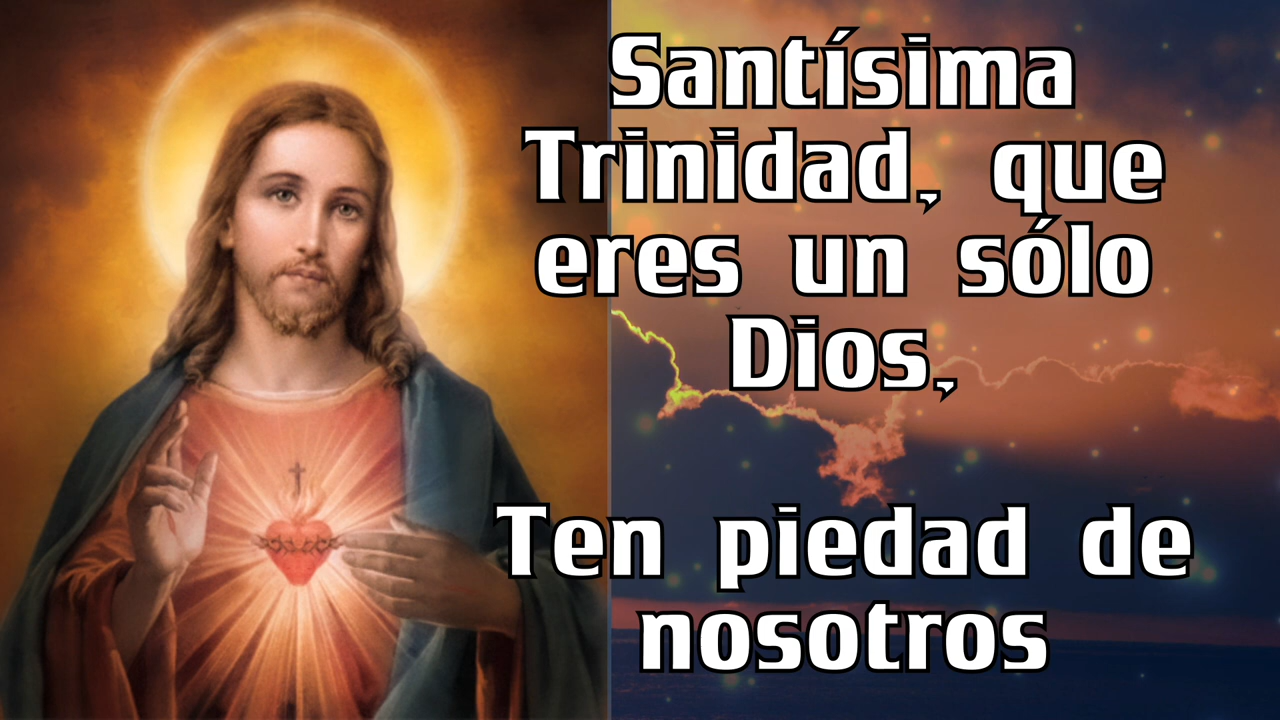 Santísima
Trinidad, que
eres un sólo
Dios,
Ten piedad de
nosotros